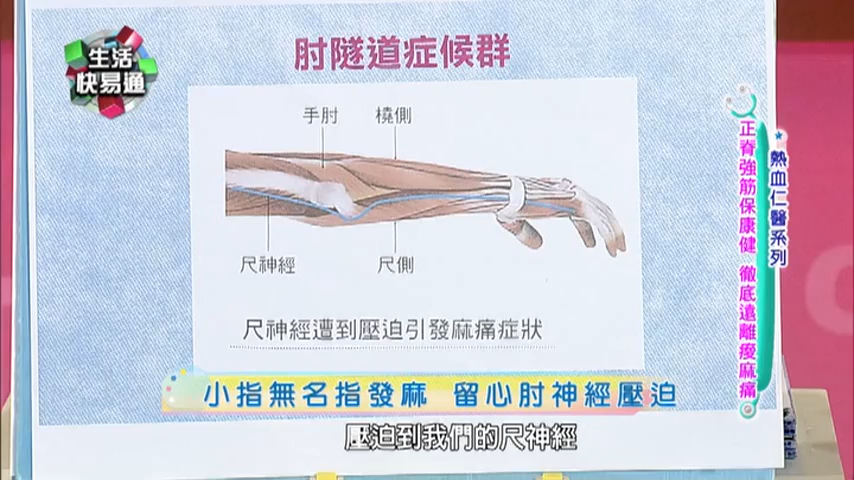 生活
快易通
肘隧道症候群
手肘 橈側
尺神經 尺側
尺神經遭到壓迫引發麻痛症狀
*熱血仁醫系列
正脊強筋保康健 徹底遠離痠麻痛
小指無名指發麻 留心肘神經壓迫
壓迫到我們的尺神經